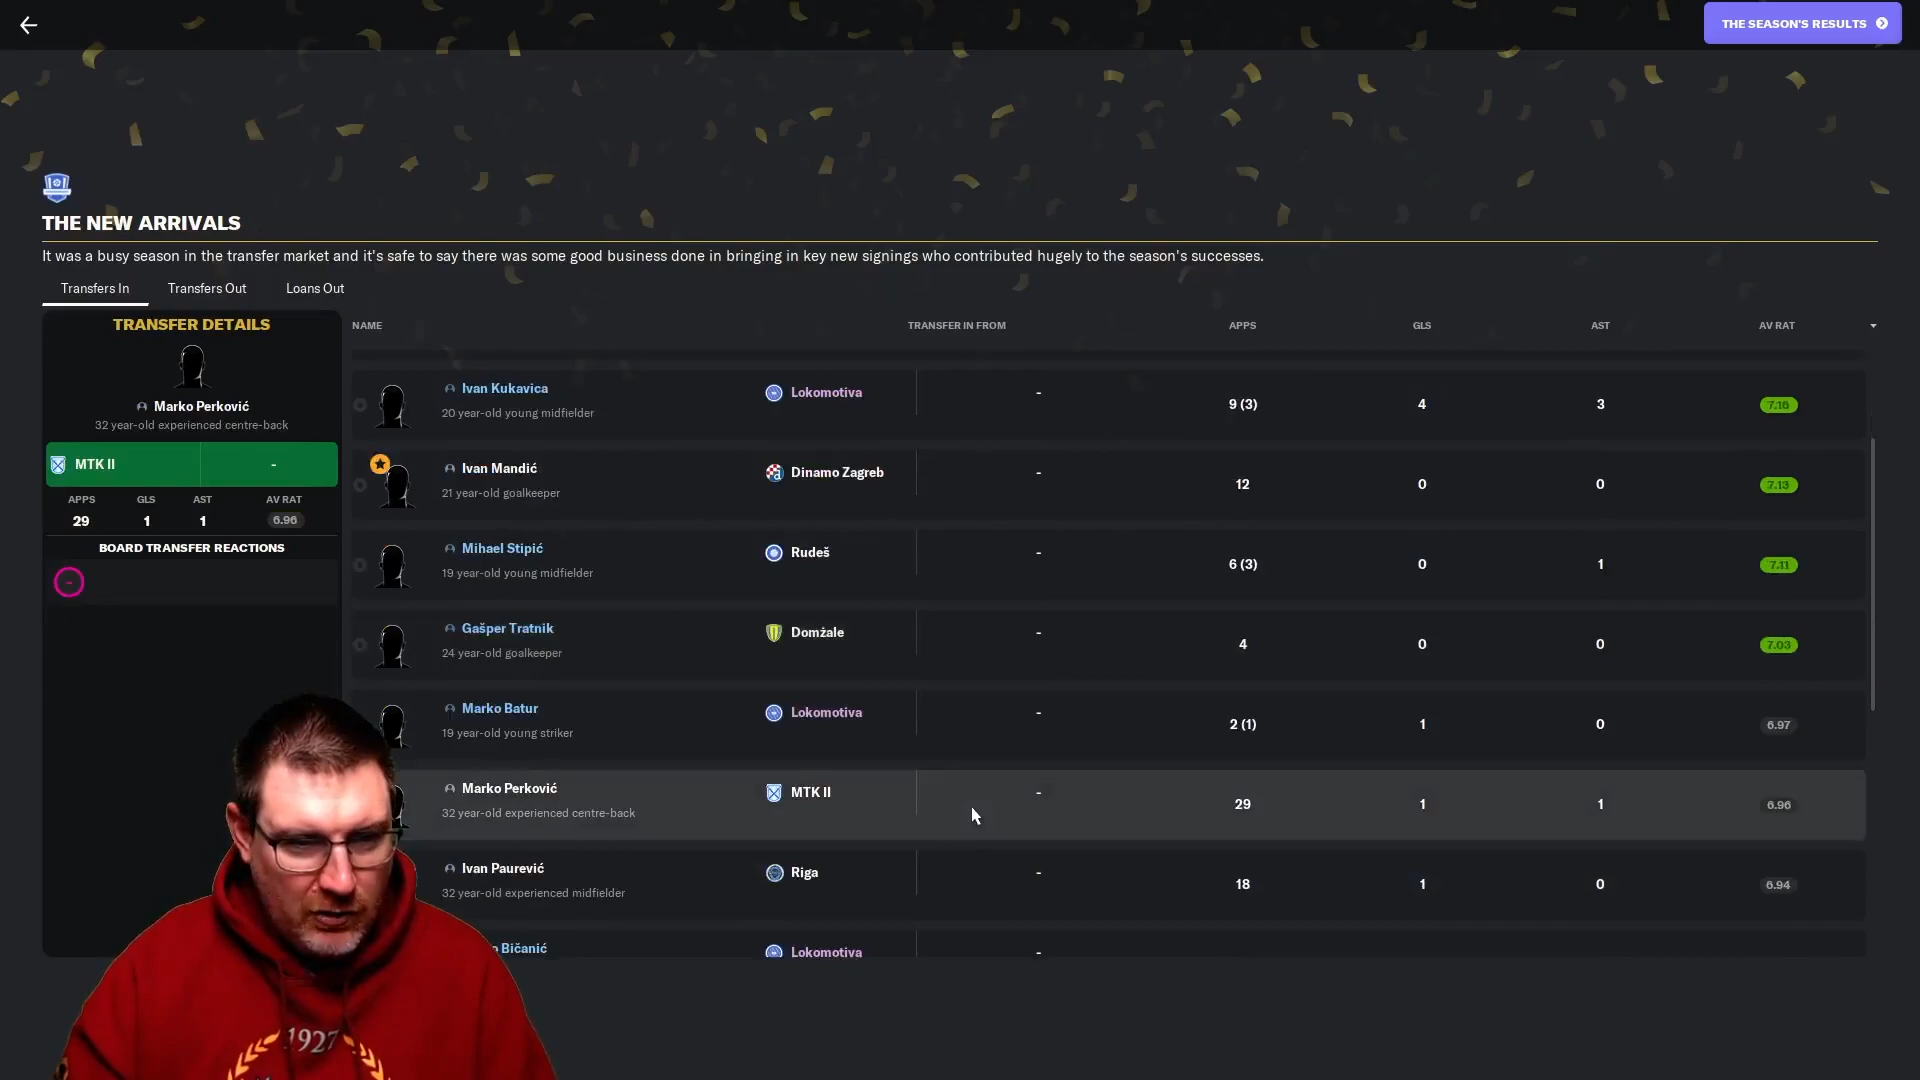 THE SEASON'S RESULTS
THE NEW ARRIVALS
It was a busy season in the transfer market and it's safe to say there was some good business done in bringing in key new signings who contributed hugely to the season's successes.
Transfers In Transfers Out Loans Out
TRANSFER DETAILS
Marko Perković
32 year-old experienced centre-back
MTK II -
APPS GLS AST AV RAT
29 1 1 6.96
BOARD TRANSFER REACTIONS
-
NAME TRANSFER IN FROM APPS GLS AST AV RAT
Ivan Kukavica Lokomotiva - 9 (3) 4 3 7.16
20 year-old young midfielder
Ivan Mandić Dinamo Zagreb - 12 0 0 7.13
21 year-old goalkeeper
Mihael Stipić Rudeš - 6 (3) 0 1 7.11
19 year-old young midfielder
Gašper Tratnik Domžale - 4 0 0 7.03
24 year-old goalkeeper
Marko Batur Lokomotiva - 2 (1) 1 0 6.97
19 year-old young striker
Marko Perković MTK II - 29 1 1 6.96
32 year-old experienced centre-back
Ivan Paurević Riga - 18 1 0 6.94
32 year-old experienced midfielder
Bičanić Lokomotiva -
1927